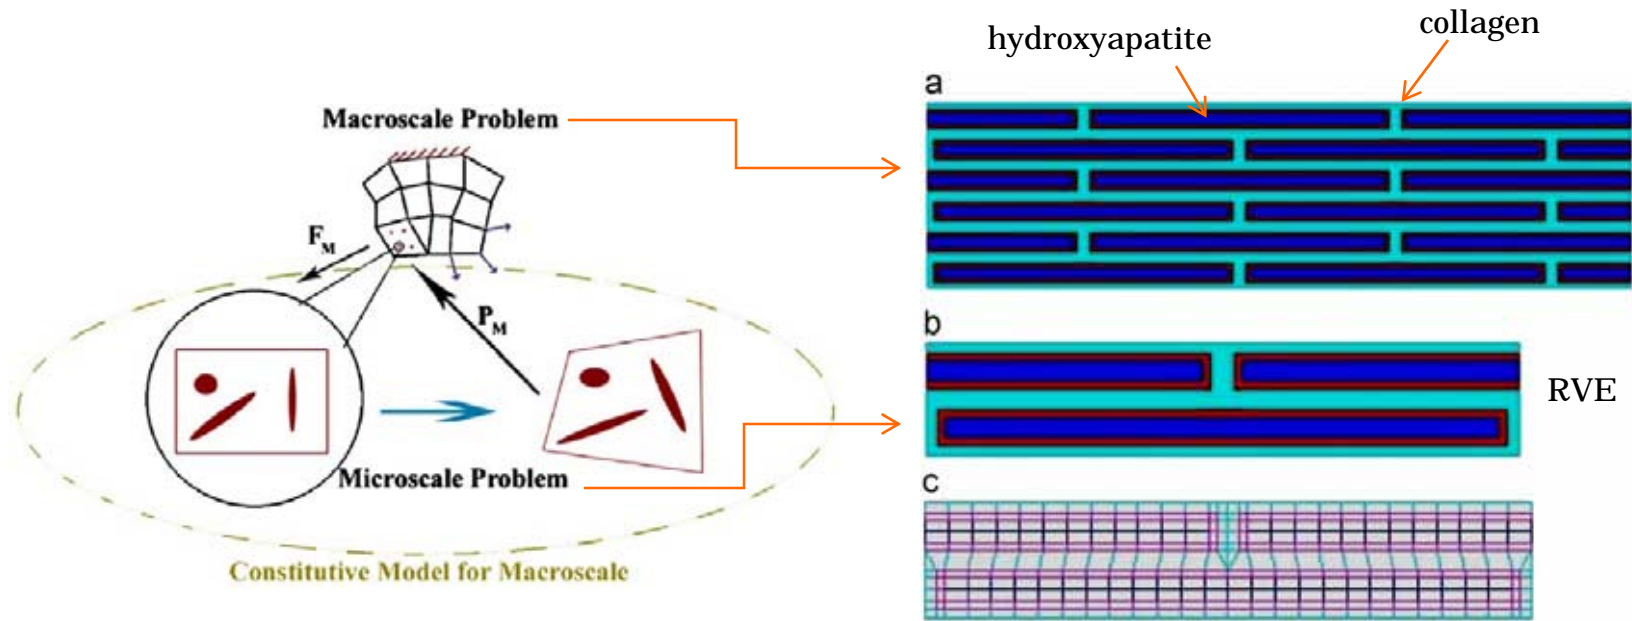 Macroscale Problem
F_M
P_M
Microscale Problem
Constitutive Model for Macroscale
hydroxyapatite
collagen
a
b
RVE
c